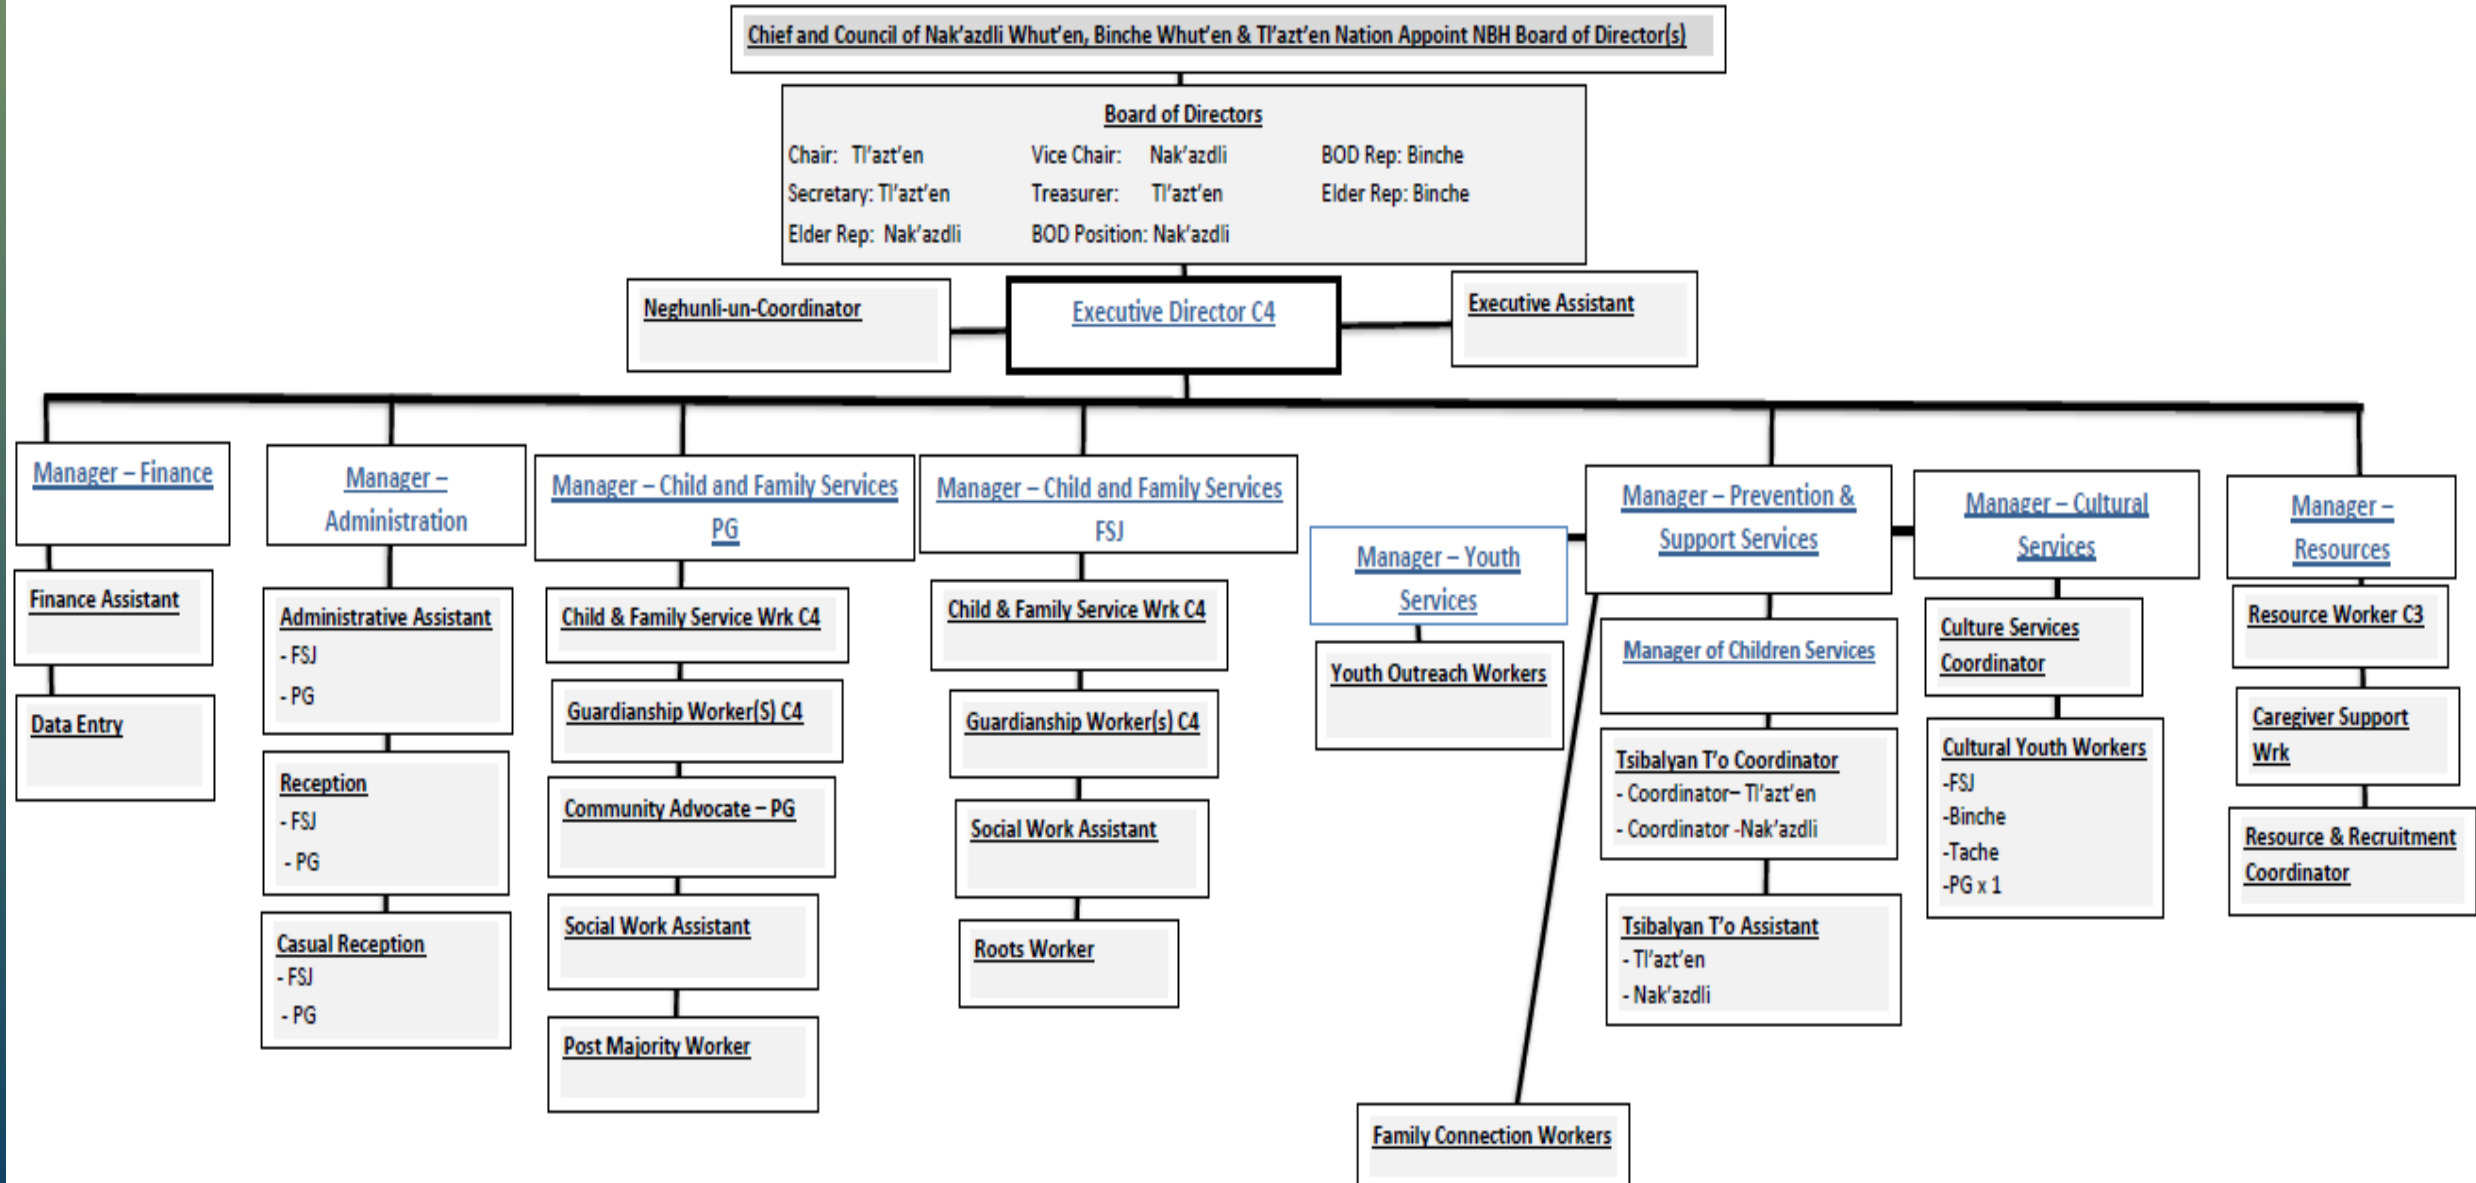 Chief and Council of Nak'azdli Whut'en, Binche Whut'en & Tl'azt'en Nation Appoint NBH Board of Director(s)
Board of Directors
Chair: Tl'azt'en Vice Chair: Nak'azdli BOD Rep: Binche
Secretary: Tl'azt'en Treasurer: Tl'azt'en Elder Rep: Binche
Elder Rep: Nak'azdli BOD Position: Nak'azdli
Neghunli-un-Coordinator
Executive Director C4
Executive Assistant
Manager – Finance
Finance Assistant
Data Entry
Manager –
Administration
Administrative Assistant
- FSJ
- PG
Reception
- FSJ
- PG
Casual Reception
- FSJ
- PG
Manager – Child and Family Services
PG
Child & Family Service Wrk C4
Guardianship Worker(S) C4
Community Advocate – PG
Social Work Assistant
Post Majority Worker
Manager – Child and Family Services
FSJ
Child & Family Service Wrk C4
Guardianship Worker(s) C4
Social Work Assistant
Roots Worker
Manager – Youth
Services
Youth Outreach Workers
Manager – Prevention &
Support Services
Manager of Children Services
Tsibalyan T'o Coordinator
- Coordinator– Tl'azt'en
- Coordinator -Nak'azdli
Tsibalyan T'o Assistant
- Tl'azt'en
- Nak'azdli
Family Connection Workers
Manager – Cultural
Services
Culture Services
Coordinator
Cultural Youth Workers
-FSJ
-Binche
-Tache
-PG x 1
Manager –
Resources
Resource Worker C3
Caregiver Support
Wrk
Resource & Recruitment
Coordinator